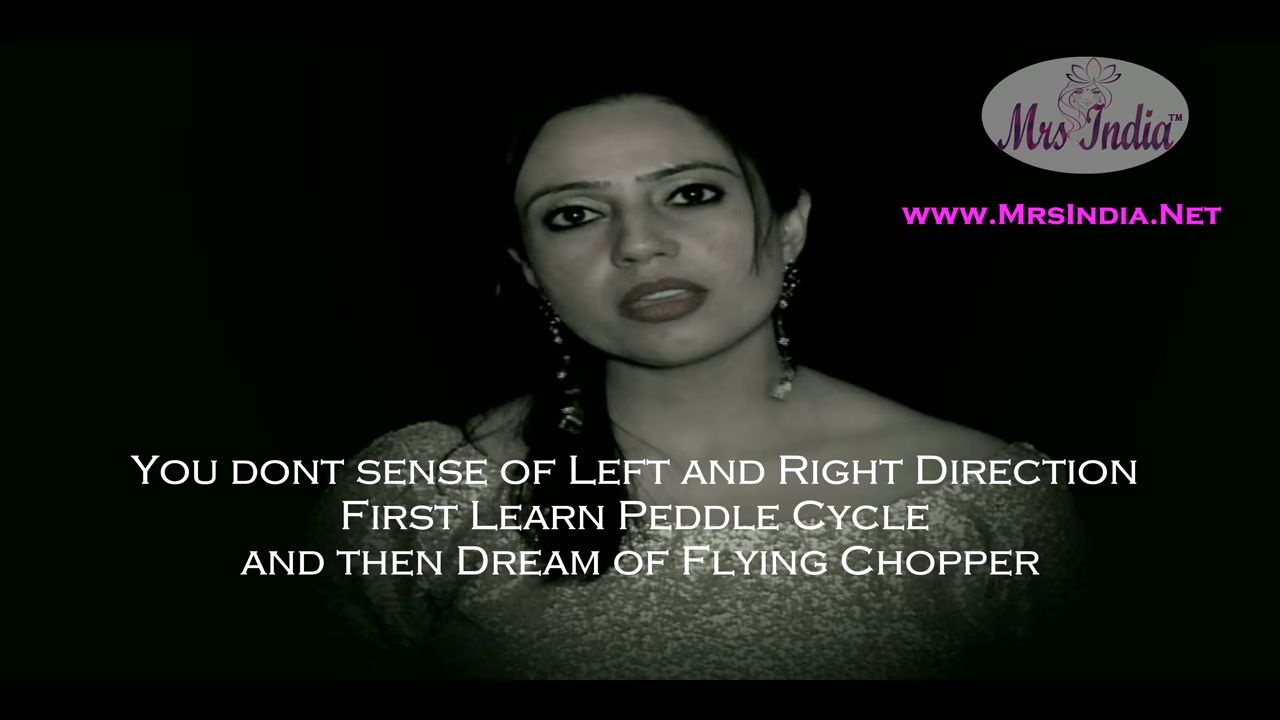 Mrs India™
www.MrsIndia.Net
You dont sense of Left and Right Direction
First Learn Peddle Cycle
and then Dream of Flying Chopper